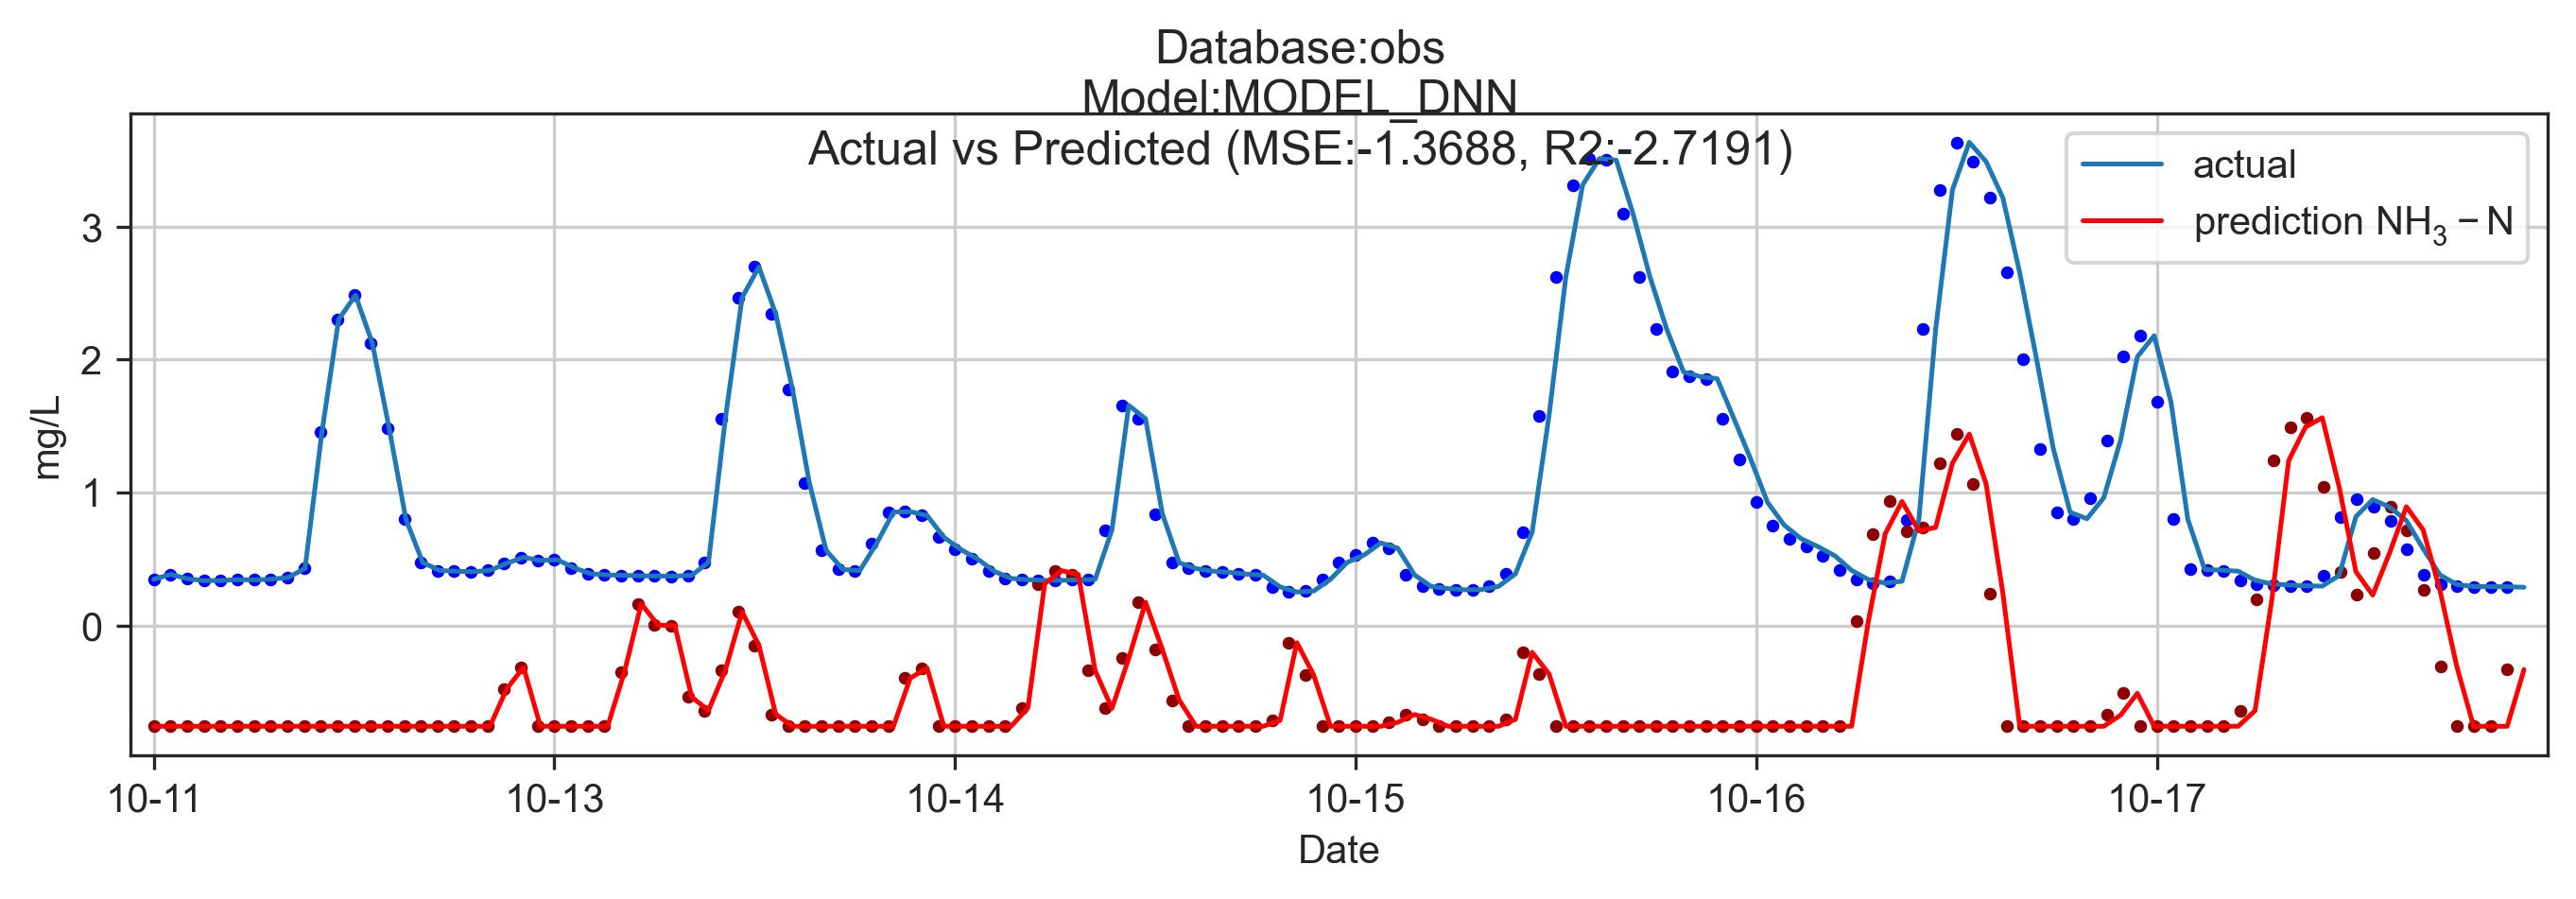 Database:obs
Model:MODEL_DNN
Actual vs Predicted (MSE:-1.3688, R2:-2.7191)
actual
prediction NH₃ − N
3
2
1
0
mg/L
10-11 10-13 10-14 10-15 10-16 10-17
Date